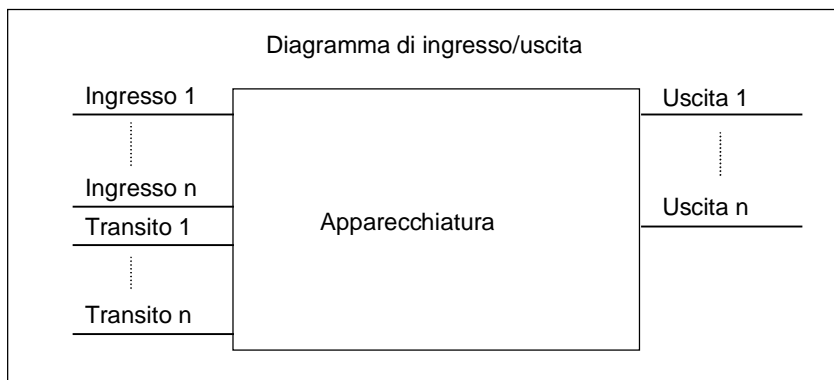 Diagramma di ingresso/uscita
Ingresso 1
Uscita 1
Ingresso n
Uscita n
Transito 1
Apparecchiatura
Transito n